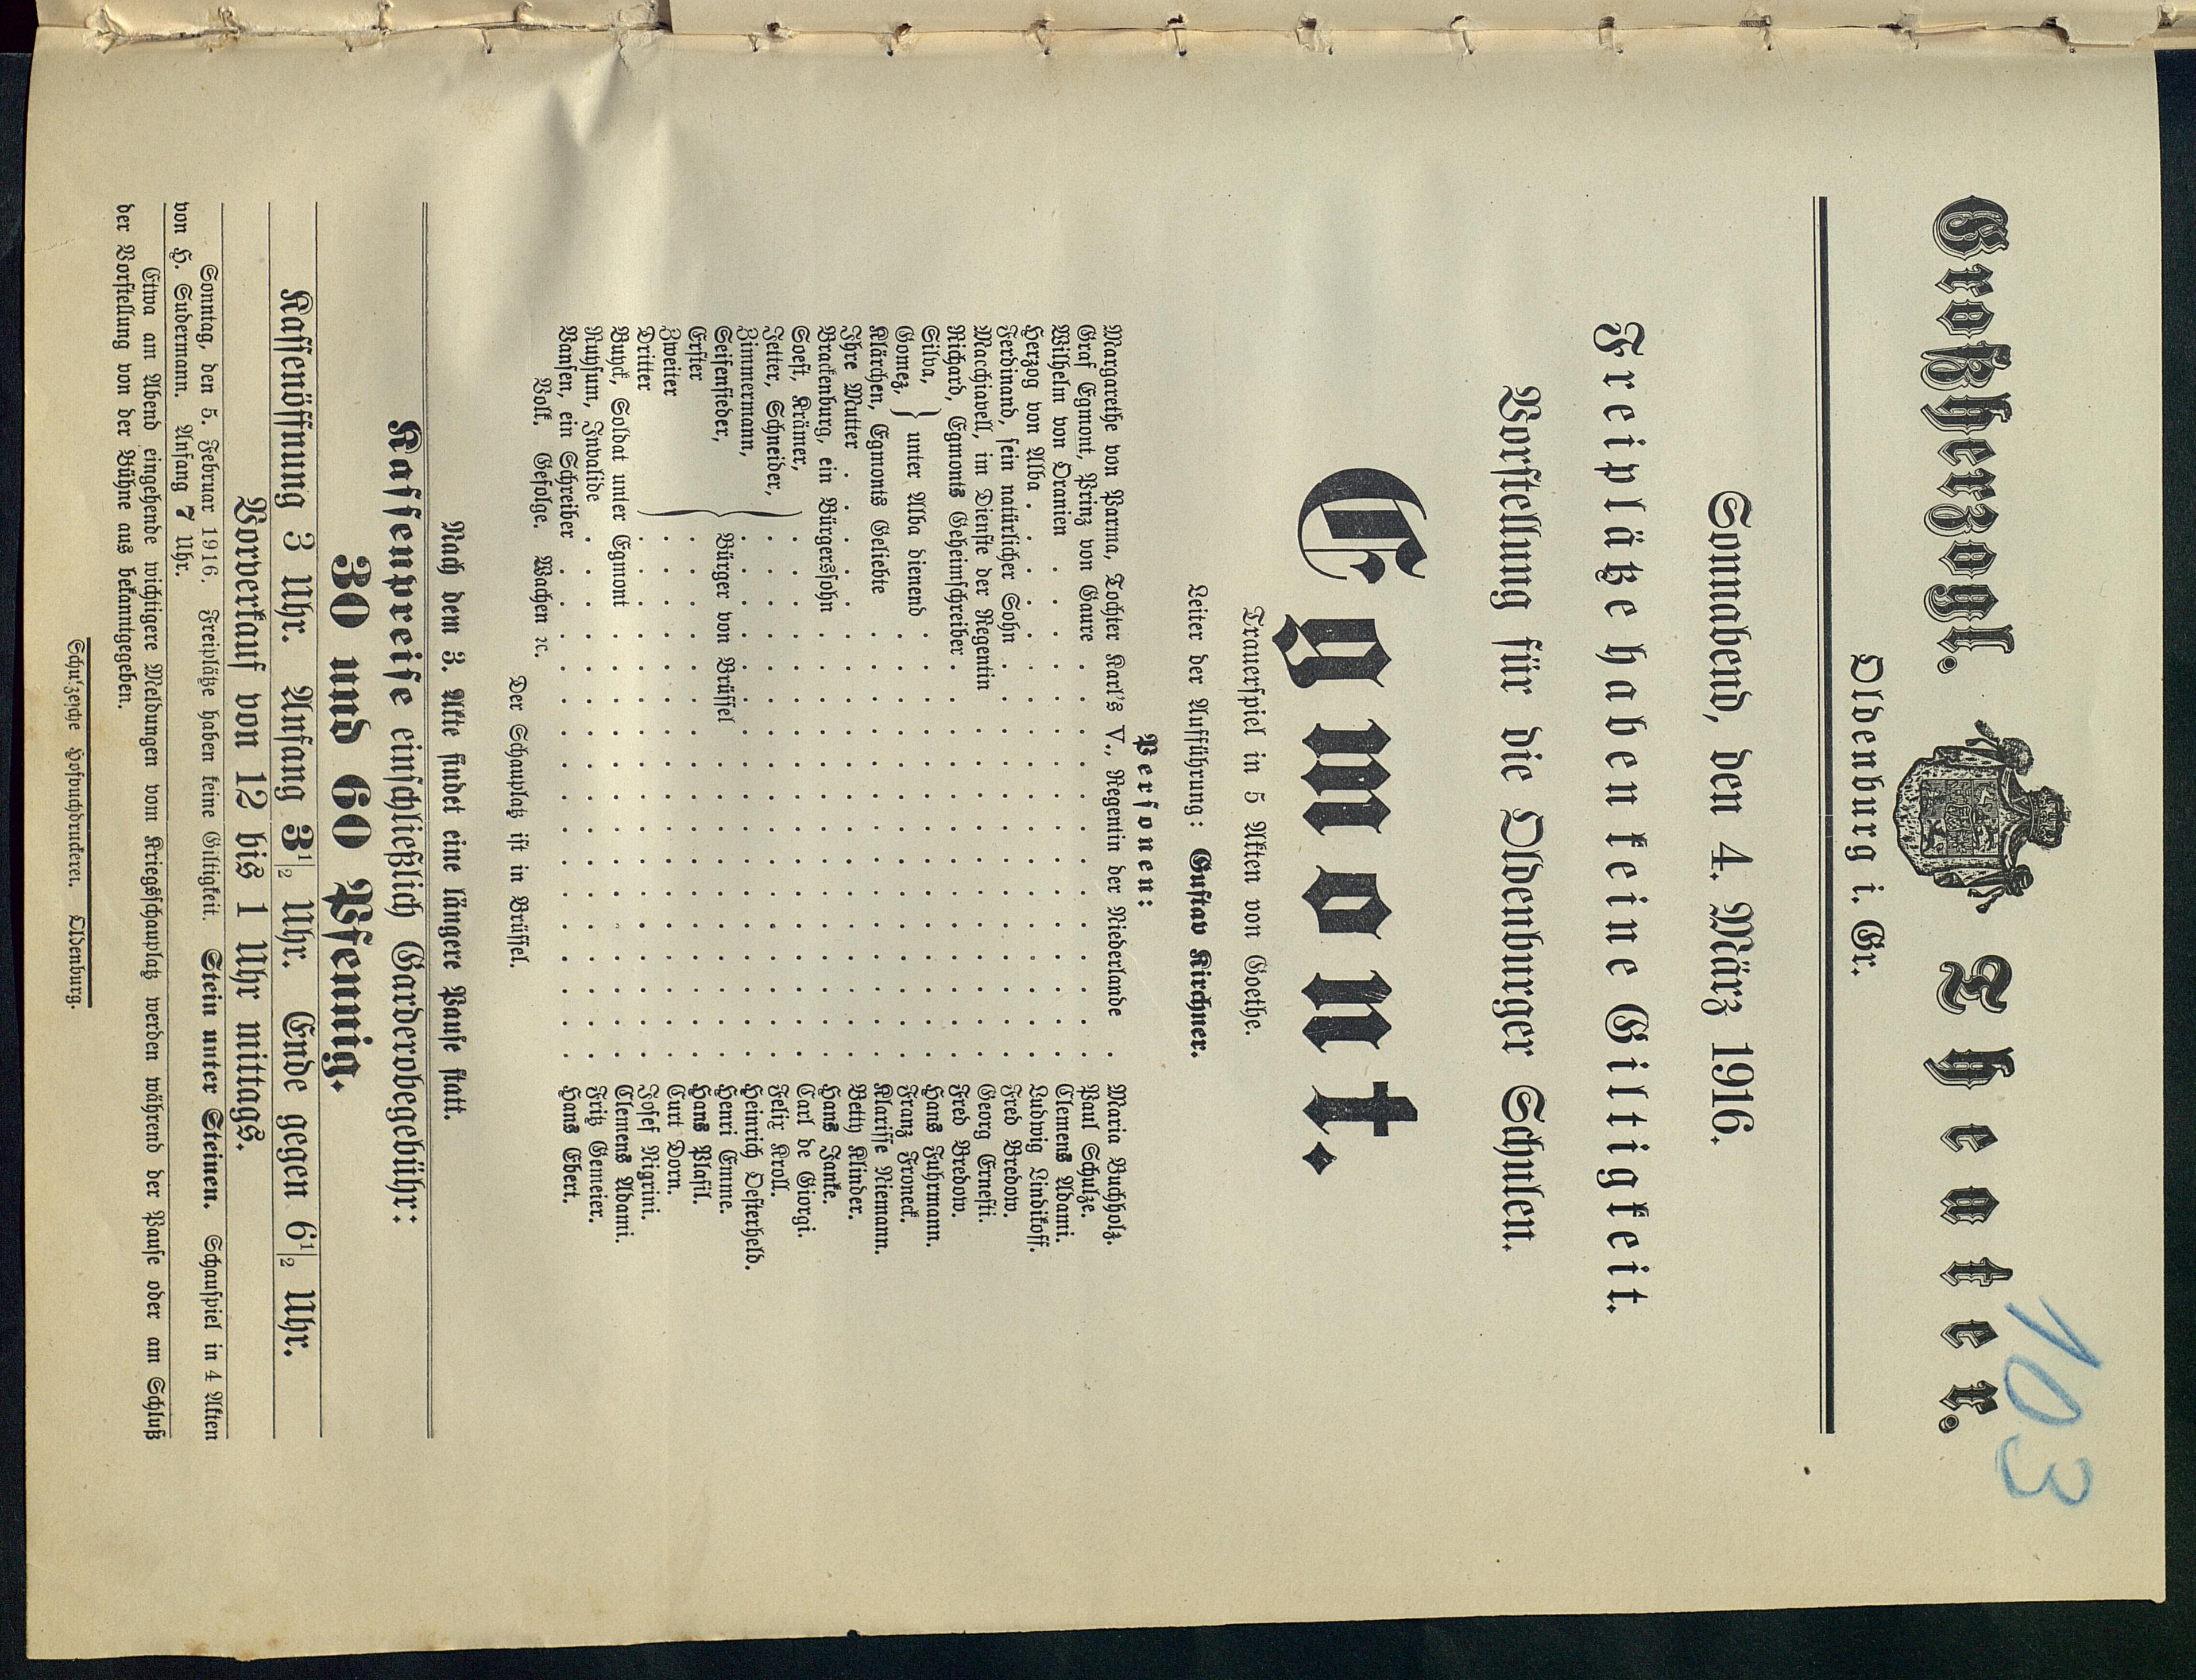 103
Großherzogl. Theater.
Oldenburg i. Gr.
Sonnabend, den 4. März 1916.
Freiplätze haben keine Giltigkeit.
Vorstellung für die Oldenburger Schulen.
Egmont.
Trauerspiel in 5 Akten von Goethe.
Leiter der Aufführung: Gustav Kirchner.
Personen:
Margarethe von Parma, Tochter Karl's V., Regentin der Niederlande . Maria Buchholz.
Graf Egmont, Prinz von Gaure . . . . . . . . . . . . . . Paul Schulze.
Wilhelm von Oranien . . . . . . . . . . . . . . . . . Clemens Adami.
Herzog von Alba . . . . . . . . . . . . . . . . . . Ludwig Lindikoff.
Ferdinand, sein natürlicher Sohn . . . . . . . . . . . . . Fred Bredow.
Macchiavell, im Dienste der Regentin . . . . . . . . . . . . Georg Ernesti.
Richard, Egmonts Geheimschreiber . . . . . . . . . . . . . Fred Bredow.
Silva, } unter Alba dienend . . . . . . . . . . . . . . Hans Fuhrmann.
Gomez, . . . . . . . . . . . . . . Franz Froneck.
Klärchen, Egmonts Geliebte . . . . . . . . . . . . . . Klarisse Niemann.
Ihre Mutter . . . . . . . . . . . . . . . . . . . Betty Klinder.
Brackenburg, ein Bürgerssohn . . . . . . . . . . . . . . Hans Janke.
Soest, Krämer, . . . . . . . . . . . . . . . . . Carl de Giorgi.
Jetter, Schneider, . . . . . . . . . . . . . . . . . Felix Kroll.
Zimmermann, . . . . . . . . . . . . . . . . . Heinrich Oesterheld.
Seifensieder, } Bürger von Brüssel . . . . . . . . . . . Henri Emme.
Erster . . . . . . . . . . . . . . . . . Hans Plasil.
Zweiter . . . . . . . . . . . . . . . . . Curt Dorn.
Dritter . . . . . . . . . . . . . . . . . Josef Nigrini.
Buyck, Soldat unter Egmont . . . . . . . . . . . . . . Clemens Adami.
Ruysum, Invalide . . . . . . . . . . . . . . . . . Fritz Gemeier.
Vansen, ein Schreiber . . . . . . . . . . . . . . . . Hans Ebert.
Volk. Gefolge. Wachen ꝛc.
Der Schauplatz ist in Brüssel.
Nach dem 3. Akte findet eine längere Pause statt.
Kassenpreise einschließlich Garderobegebühr:
30 und 60 Pfennig.
Kassenöffnung 3 Uhr. Anfang 3½ Uhr. Ende gegen 6½ Uhr.
Vorverkauf von 12 bis 1 Uhr mittags.
Sonntag, den 5. Februar 1916. Freiplätze haben keine Giltigkeit. Stein unter Steinen. Schauspiel in 4 Akten
von H. Sudermann. Anfang 7 Uhr.
Etwa am Abend eingehende wichtigere Meldungen vom Kriegsschauplatz werden während der Pause oder am Schluß
der Vorstellung von der Bühne aus bekanntgegeben.
Schulzesche Hofbuchdruckerei. Oldenburg.